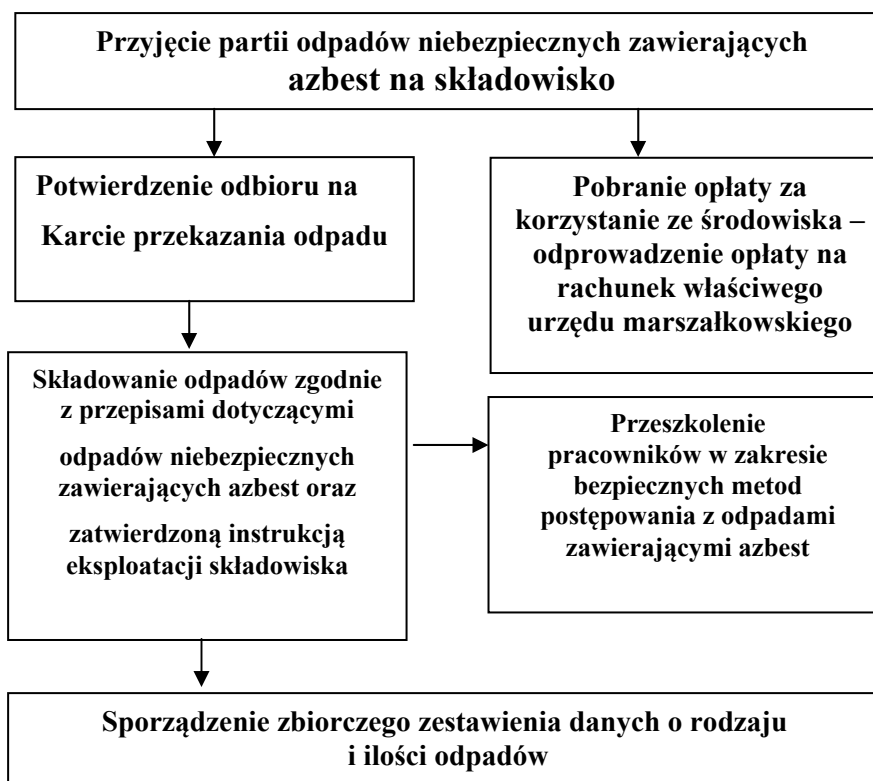 Przyjęcie partii odpadów niebezpiecznych zawierających
azbest na składowisko
Potwierdzenie odbioru na
Karcie przekazania odpadu
Pobranie opłaty za
korzystanie ze środowiska –
odprowadzenie opłaty na
rachunek właściwego
urzędu marszałkowskiego
Składowanie odpadów zgodnie
z przepisami dotyczącymi
odpadów niebezpiecznych
zawierających azbest oraz
zatwierdzoną instrukcją
eksploatacji składowiska
Przeszkolenie
pracowników w zakresie
bezpiecznych metod
postępowania z odpadami
zawierającymi azbest
Sporządzenie zbiorczego zestawienia danych o rodzaju
i ilości odpadów